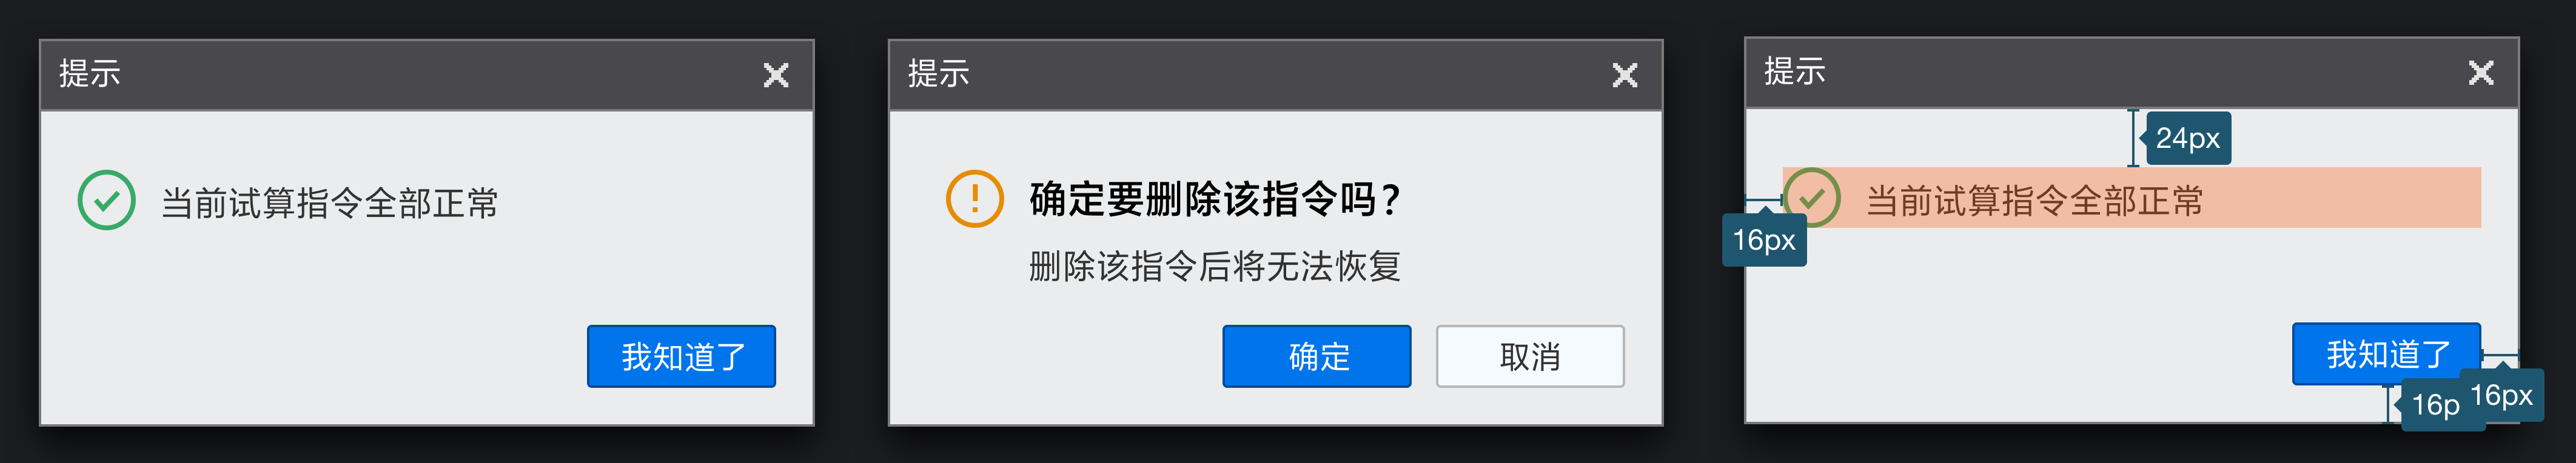 提示
当前试算指令全部正常
我知道了
提示
确定要删除该指令吗?
删除该指令后将无法恢复
确定
取消
提示
24px
当前试算指令全部正常
16px
我知道了
16p
16px